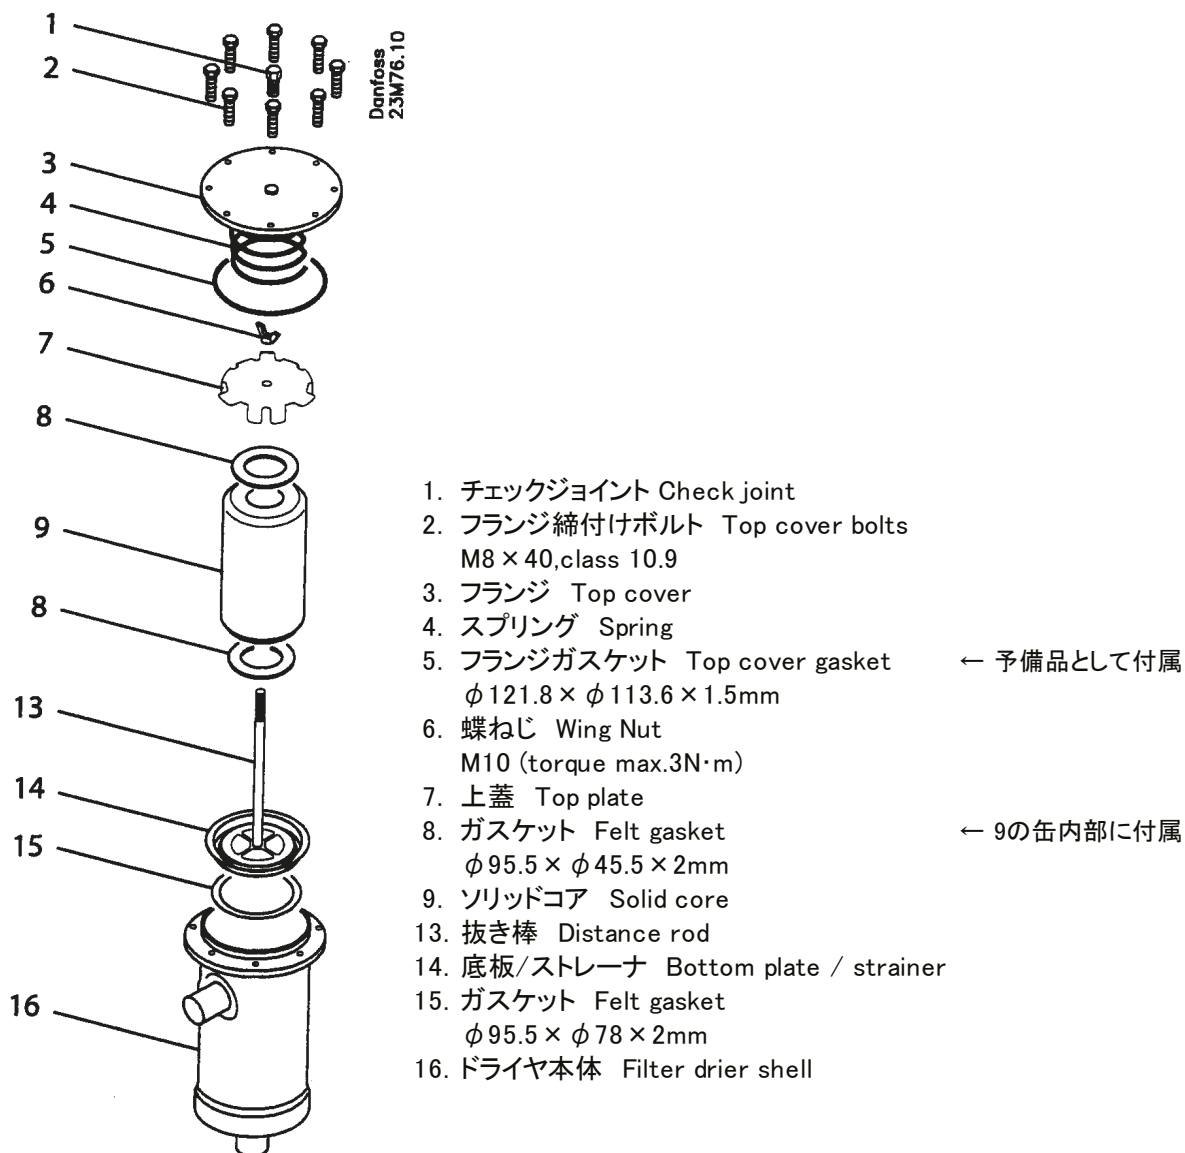 1
2
3
4
5
6
7
8
9
8
13
14
15
16
Danfoss
23M76.10
1. チェックジョイント Check joint
2. フランジ締付けボルト Top cover bolts
M8×40,class 10.9
3. フランジ Top cover
4. スプリング Spring
5. フランジガスケット Top cover gasket ← 予備品として付属
φ121.8×φ113.6×1.5mm
6. 蝶ねじ Wing Nut
M10 (torque max.3N･m)
7. 上蓋 Top plate
8. ガスケット Felt gasket ← 9の缶内部に付属
φ95.5×φ45.5×2mm
9. ソリッドコア Solid core
13. 抜き棒 Distance rod
14. 底板/ストレーナ Bottom plate / strainer
15. ガスケット Felt gasket
φ95.5×φ78×2mm
16. ドライヤ本体 Filter drier shell